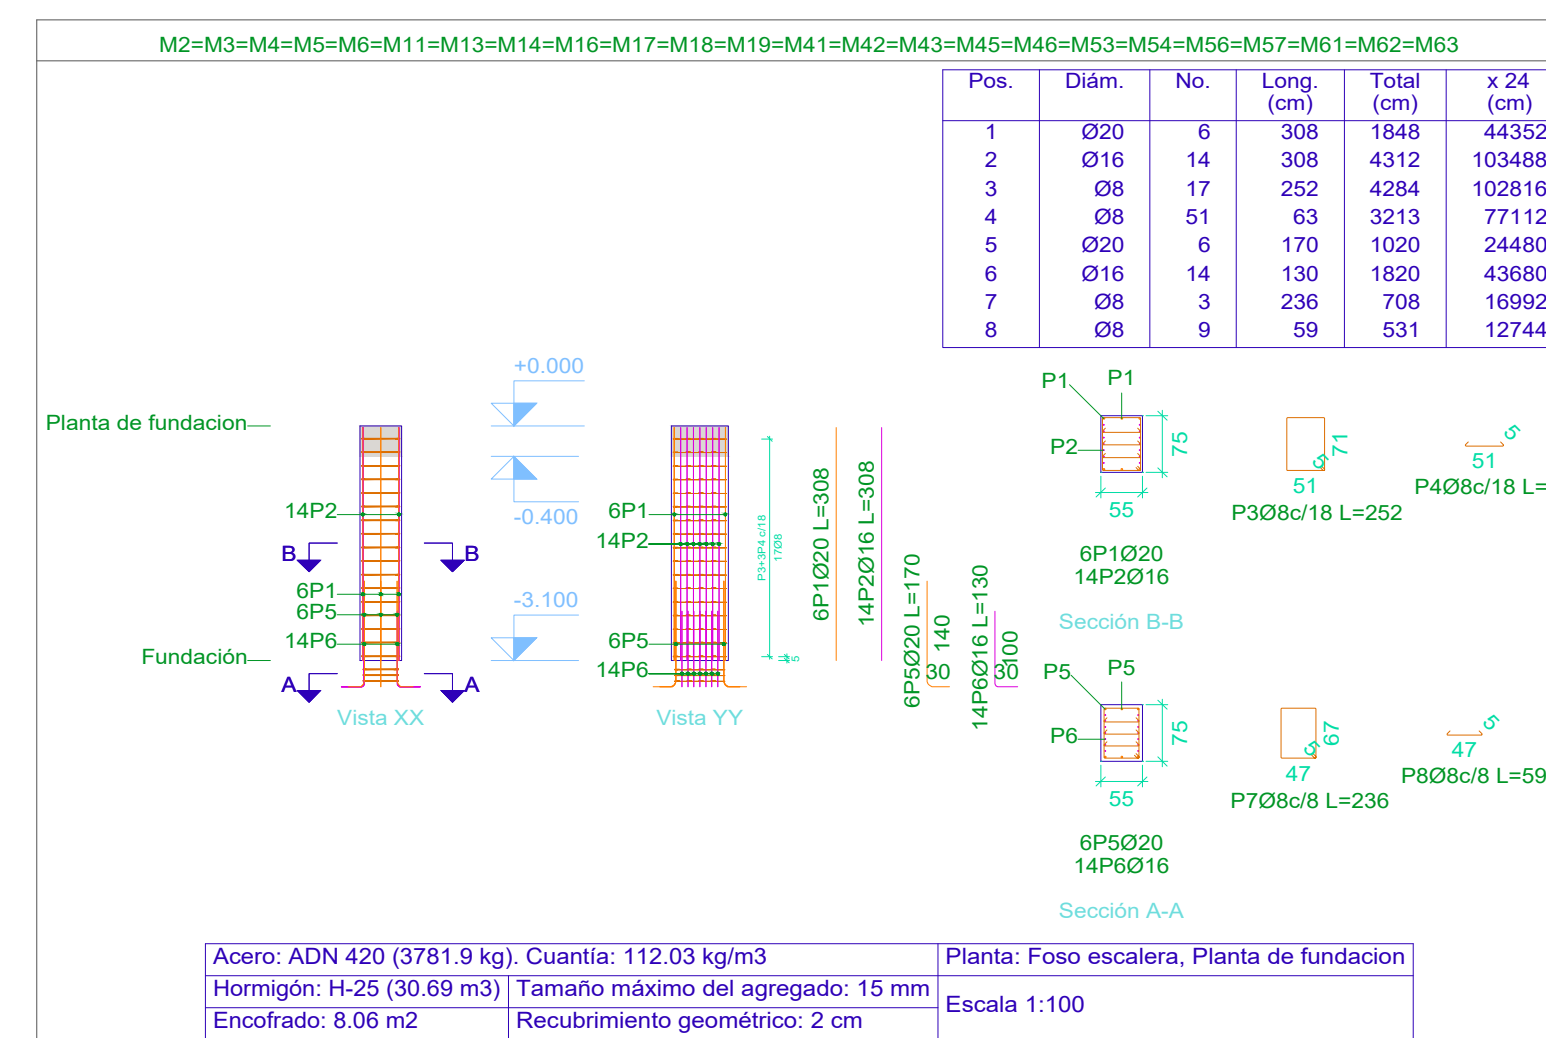 M2=M3=M4=M5=M6=M11=M13=M14=M16=M17=M18=M19=M41=M42=M43=M45=M46=M53=M54=M56=M57=M61=M62=M63
Pos. Diám. No. Long. (cm) Total (cm) x 24 (cm)
1 Ø20 6 308 1848 44352
2 Ø16 14 308 4312 103488
3 Ø8 17 252 4284 102816
4 Ø8 51 63 3213 77112
5 Ø20 6 170 1020 24480
6 Ø16 14 130 1820 43680
7 Ø8 3 236 708 16992
8 Ø8 9 59 531 12744
Planta de fundacion
14P2
B B
6P1
6P5
14P6
Fundación
A A
Vista XX
+0.000
-0.400
-3.100
6P1
14P2
6P5
14P6
Vista YY
P3+3P4 c/18
17Ø8
5
6P1Ø20 L=308
14P2Ø16 L=308
6P5Ø20 L=170
140
30
14P6Ø16 L=130
100
30
P1 P1
P2
75
55
6P1Ø20
14P2Ø16
Sección B-B
5
71
51
P3Ø8c/18 L=252
5
51
P4Ø8c/18 L=
P5 P5
P6
75
55
6P5Ø20
14P6Ø16
Sección A-A
5
67
47
P7Ø8c/8 L=236
5
47
P8Ø8c/8 L=59
Acero: ADN 420 (3781.9 kg). Cuantía: 112.03 kg/m3
Planta: Foso escalera, Planta de fundacion
Hormigón: H-25 (30.69 m3) Tamaño máximo del agregado: 15 mm
Escala 1:100
Encofrado: 8.06 m2 Recubrimiento geométrico: 2 cm